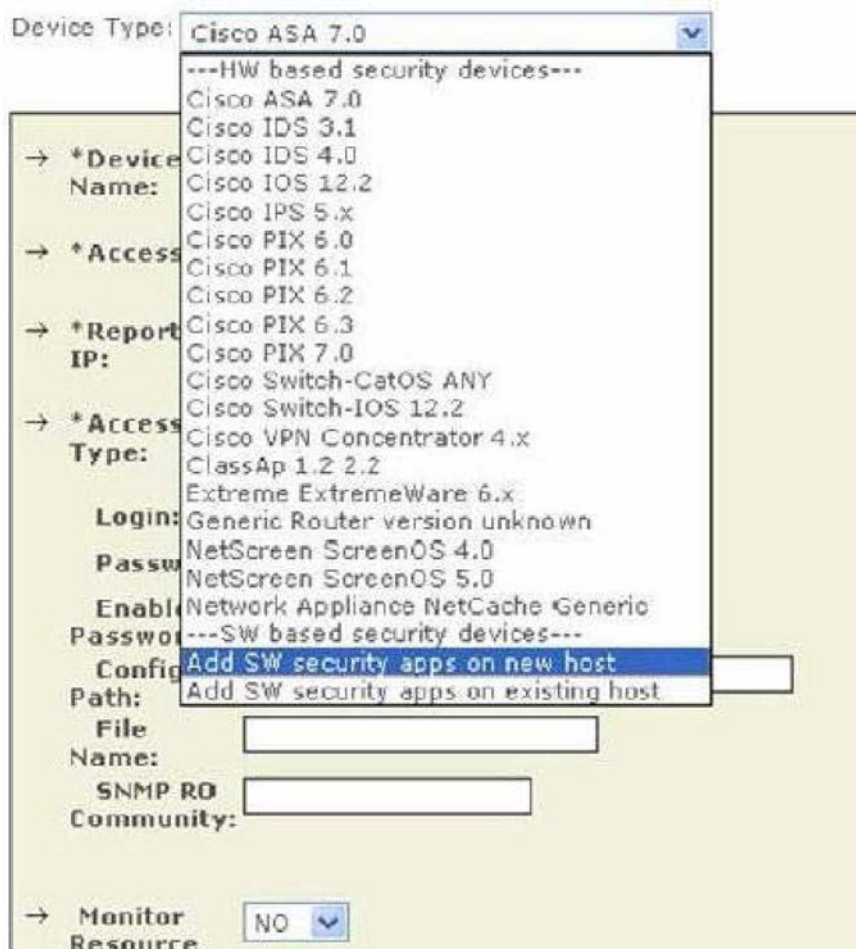 Device Type: Cisco ASA 7.0
---HW based security devices---
Cisco ASA 7.0
Cisco IDS 3.1
Cisco IDS 4.0
Cisco IOS 12.2
Cisco IPS 5.x
Cisco PIX 6.0
Cisco PIX 6.1
Cisco PIX 6.2
Cisco PIX 6.3
Cisco PIX 7.0
Cisco Switch-CatOS ANY
Cisco Switch-IOS 12.2
Cisco VPN Concentrator 4.x
ClassAp 1.2 2.2
Extreme ExtremeWare 6.x
Generic Router version unknown
NetScreen ScreenOS 4.0
NetScreen ScreenOS 5.0
Network Appliance NetCache Generic
---SW based security devices---
Add SW security apps on new host
Add SW security apps on existing host
→ *Device
Name:
→ *Access
→ *Report
IP:
→ *Access
Type:
Login:
Passw
Enabl
Passwo
Config
Path:
File
Name:
SNMP RO
Community:
→ Monitor NO
Resource